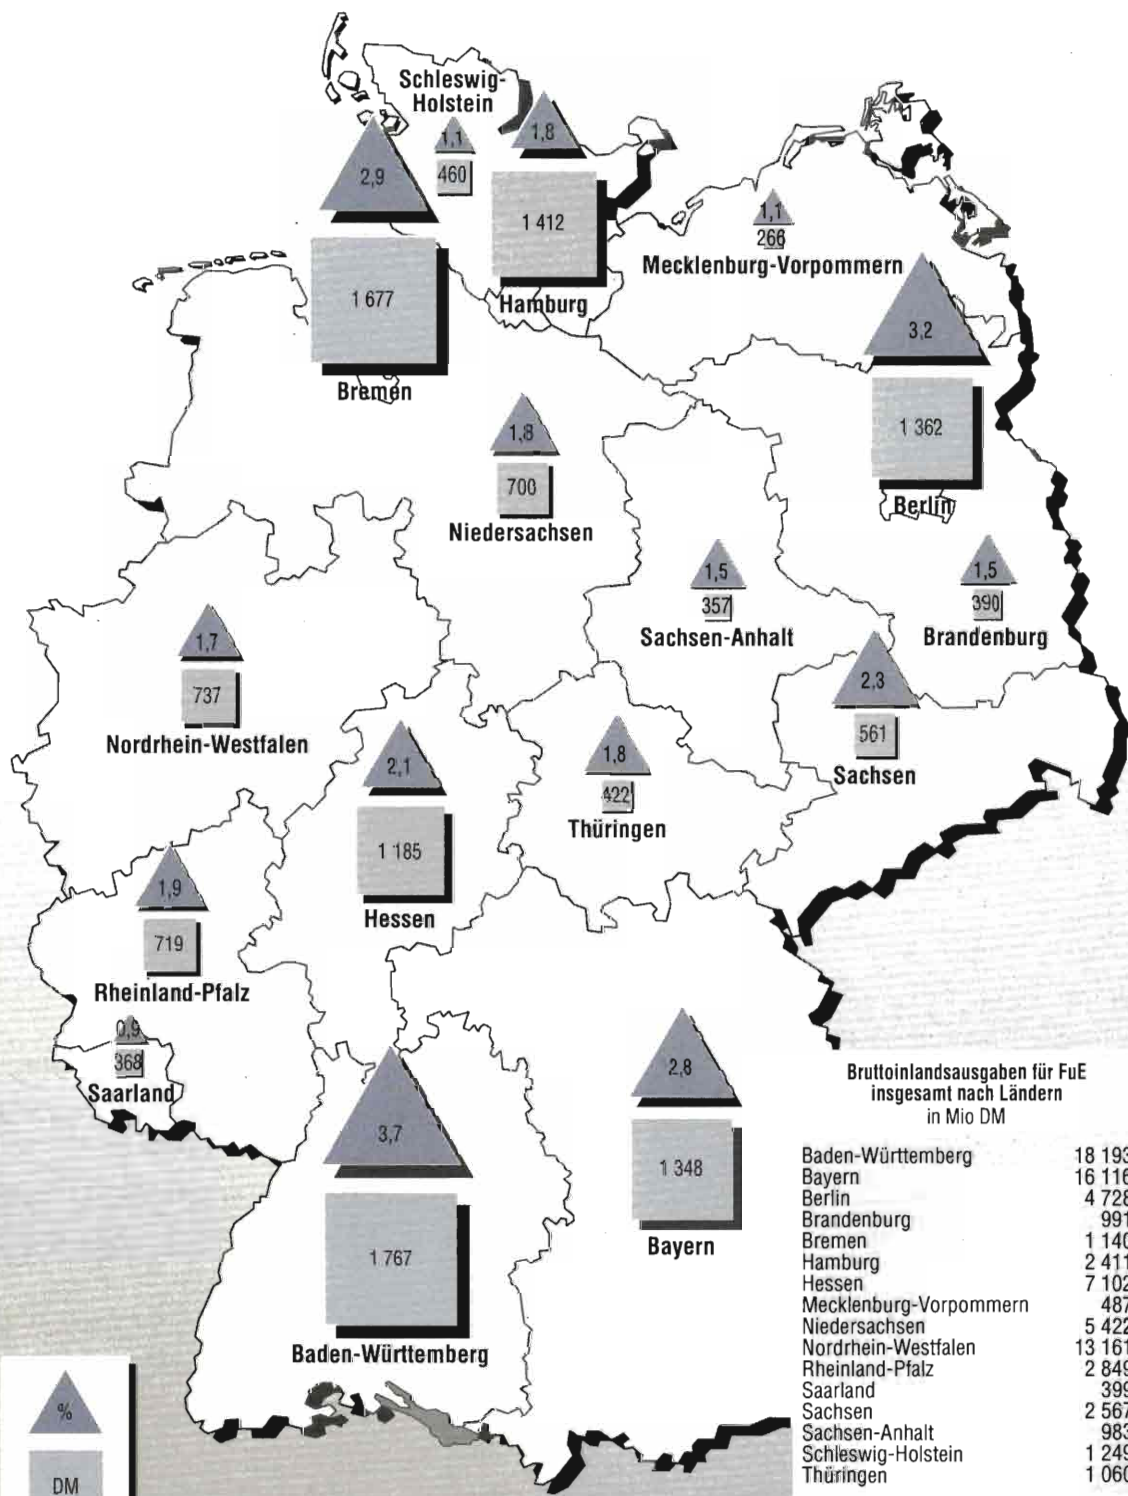 Schleswig-
Holstein
1,1
460
2,9
1 677
Bremen
1,8
1 412
Hamburg
1,1
266
Mecklenburg-Vorpommern
3,2
1 362
Berlin
1,8
700
Niedersachsen
1,5
357
Sachsen-Anhalt
1,5
390
Brandenburg
1,7
737
Nordrhein-Westfalen
2,3
561
Sachsen
2,1
1 185
Hessen
1,8
422
Thüringen
1,9
719
Rheinland-Pfalz
0,9
368
Saarland
3,7
1 767
Baden-Württemberg
2,8
1 348
Bayern
Bruttoinlandsausgaben für FuE
insgesamt nach Ländern
in Mio DM
Baden-Württemberg 18 193
Bayern 16 116
Berlin 4 728
Brandenburg 991
Bremen 1 140
Hamburg 2 411
Hessen 7 102
Mecklenburg-Vorpommern 487
Niedersachsen 5 422
Nordrhein-Westfalen 13 161
Rheinland-Pfalz 2 849
Saarland 399
Sachsen 2 567
Sachsen-Anhalt 983
Schleswig-Holstein 1 249
Thüringen 1 060
%
DM